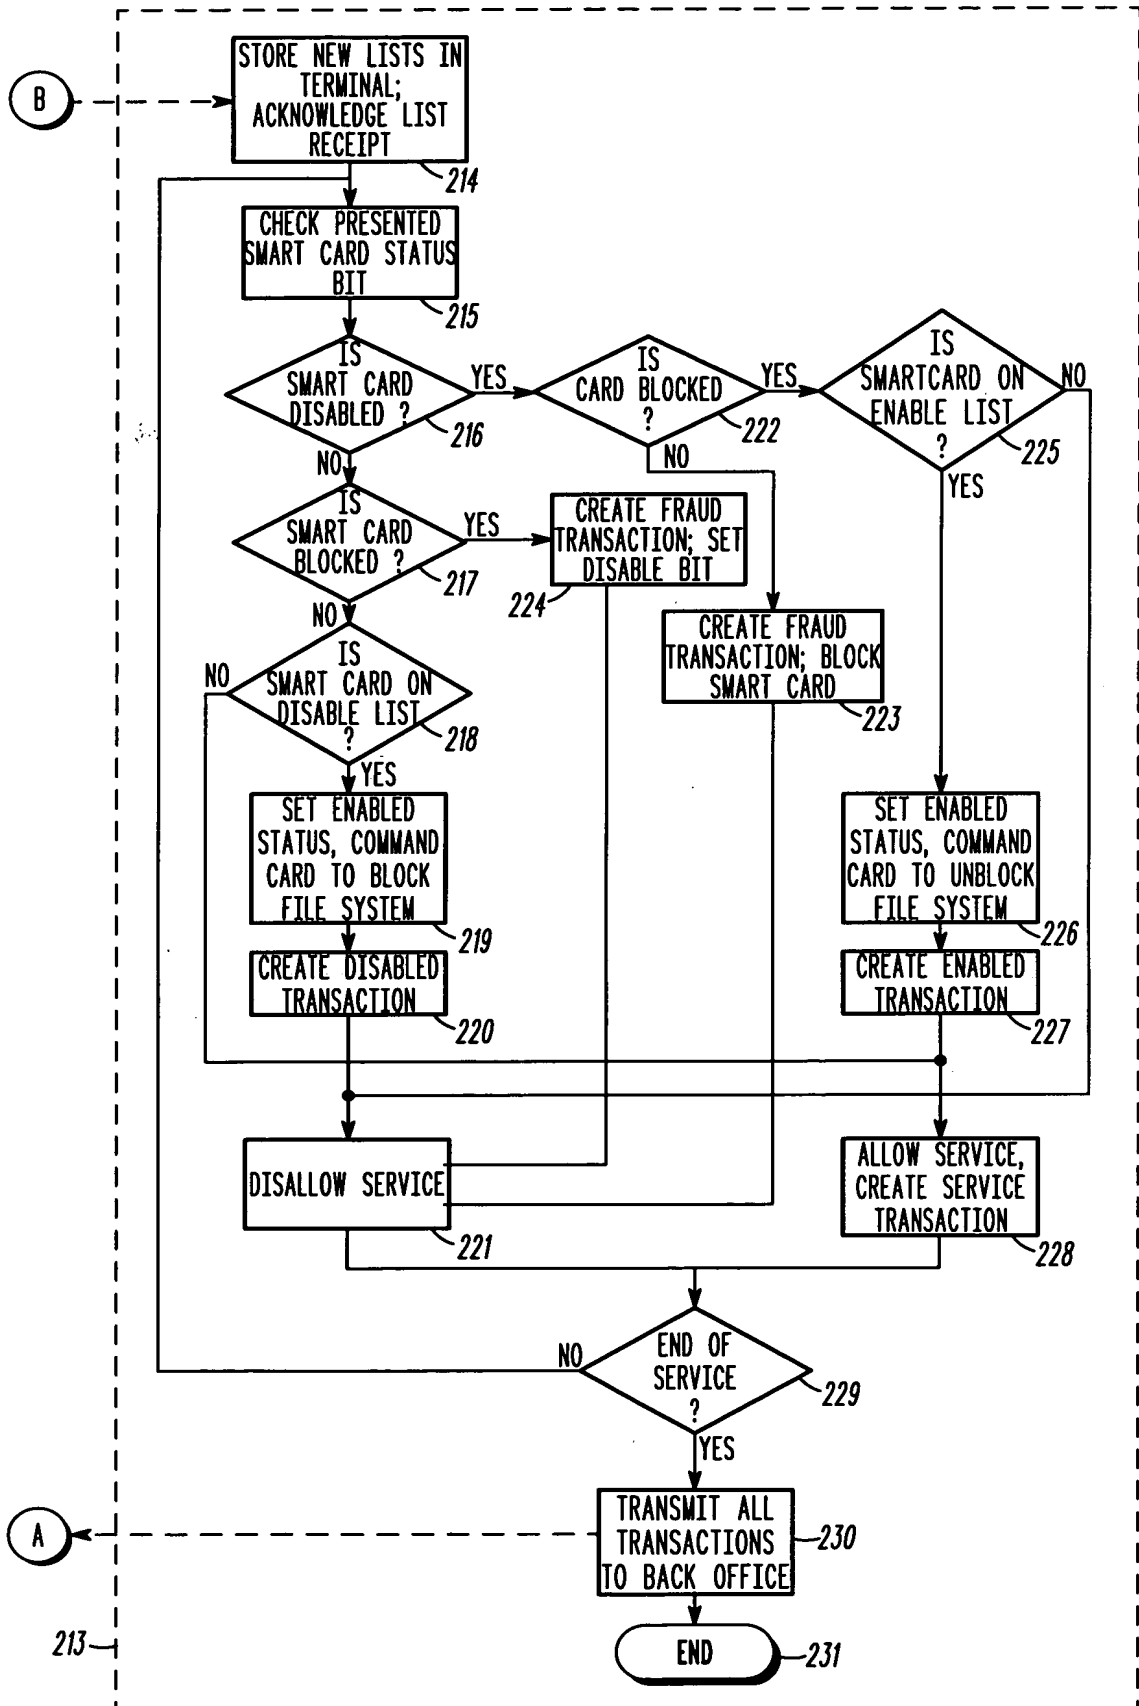 STORE NEW LISTS IN
TERMINAL;
ACKNOWLEDGE LIST
RECEIPT
214
B
CHECK PRESENTED
SMART CARD STATUS
BIT
215
IS
SMART CARD
DISABLED ?
216
YES
NO
IS
CARD BLOCKED
?
222
YES
NO
IS
SMARTCARD ON
ENABLE LIST
?
225
NO
YES
IS
SMART CARD
BLOCKED ?
217
YES
NO
CREATE FRAUD
TRANSACTION; SET
DISABLE BIT
224
CREATE FRAUD
TRANSACTION; BLOCK
SMART CARD
223
IS
SMART CARD ON
DISABLE LIST
?
218
NO
YES
SET ENABLED
STATUS, COMMAND
CARD TO BLOCK
FILE SYSTEM
219
SET ENABLED
STATUS, COMMAND
CARD TO UNBLOCK
FILE SYSTEM
226
CREATE DISABLED
TRANSACTION
220
CREATE ENABLED
TRANSACTION
227
DISALLOW SERVICE
221
ALLOW SERVICE,
CREATE SERVICE
TRANSACTION
228
END OF
SERVICE
?
229
NO
YES
TRANSMIT ALL
TRANSACTIONS
TO BACK OFFICE
230
A
END
231
213